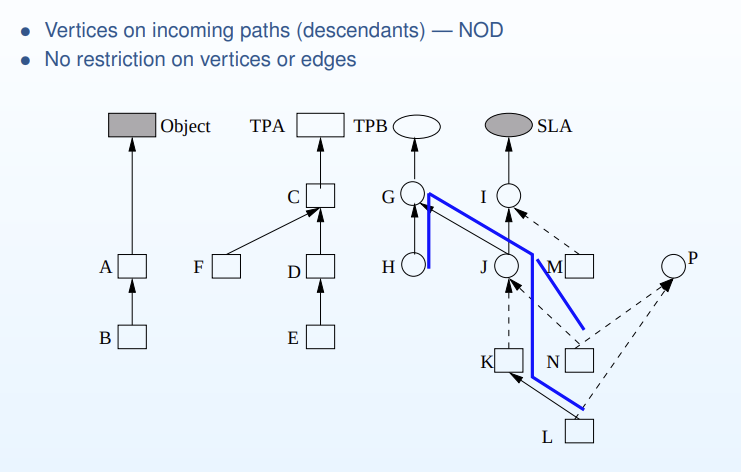 Vertices on incoming paths (descendants) — NOD
No restriction on vertices or edges
Object TPA TPB SLA
C G I
A F D H J M P
B E K N
L